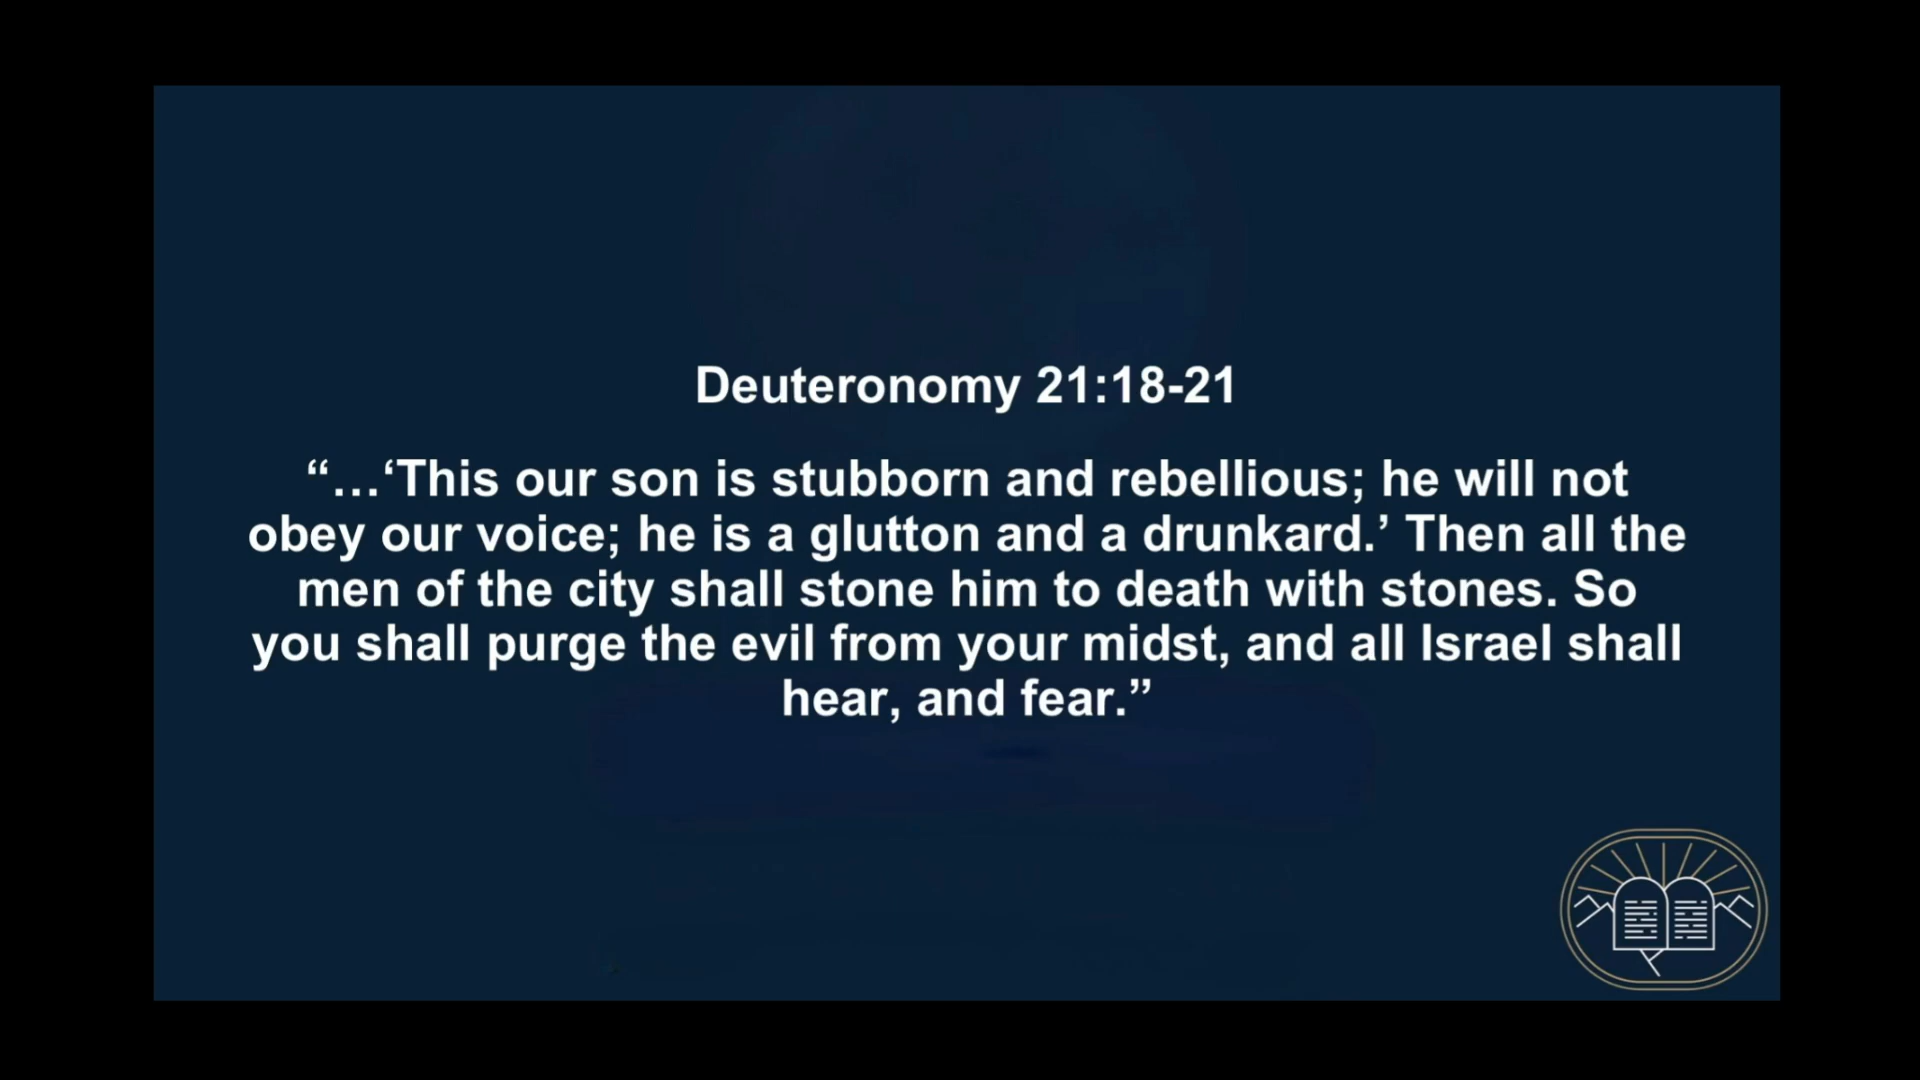 Deuteronomy 21:18-21
“…‘This our son is stubborn and rebellious; he will not
obey our voice; he is a glutton and a drunkard.’ Then all the
men of the city shall stone him to death with stones. So
you shall purge the evil from your midst, and all Israel shall
hear, and fear.”